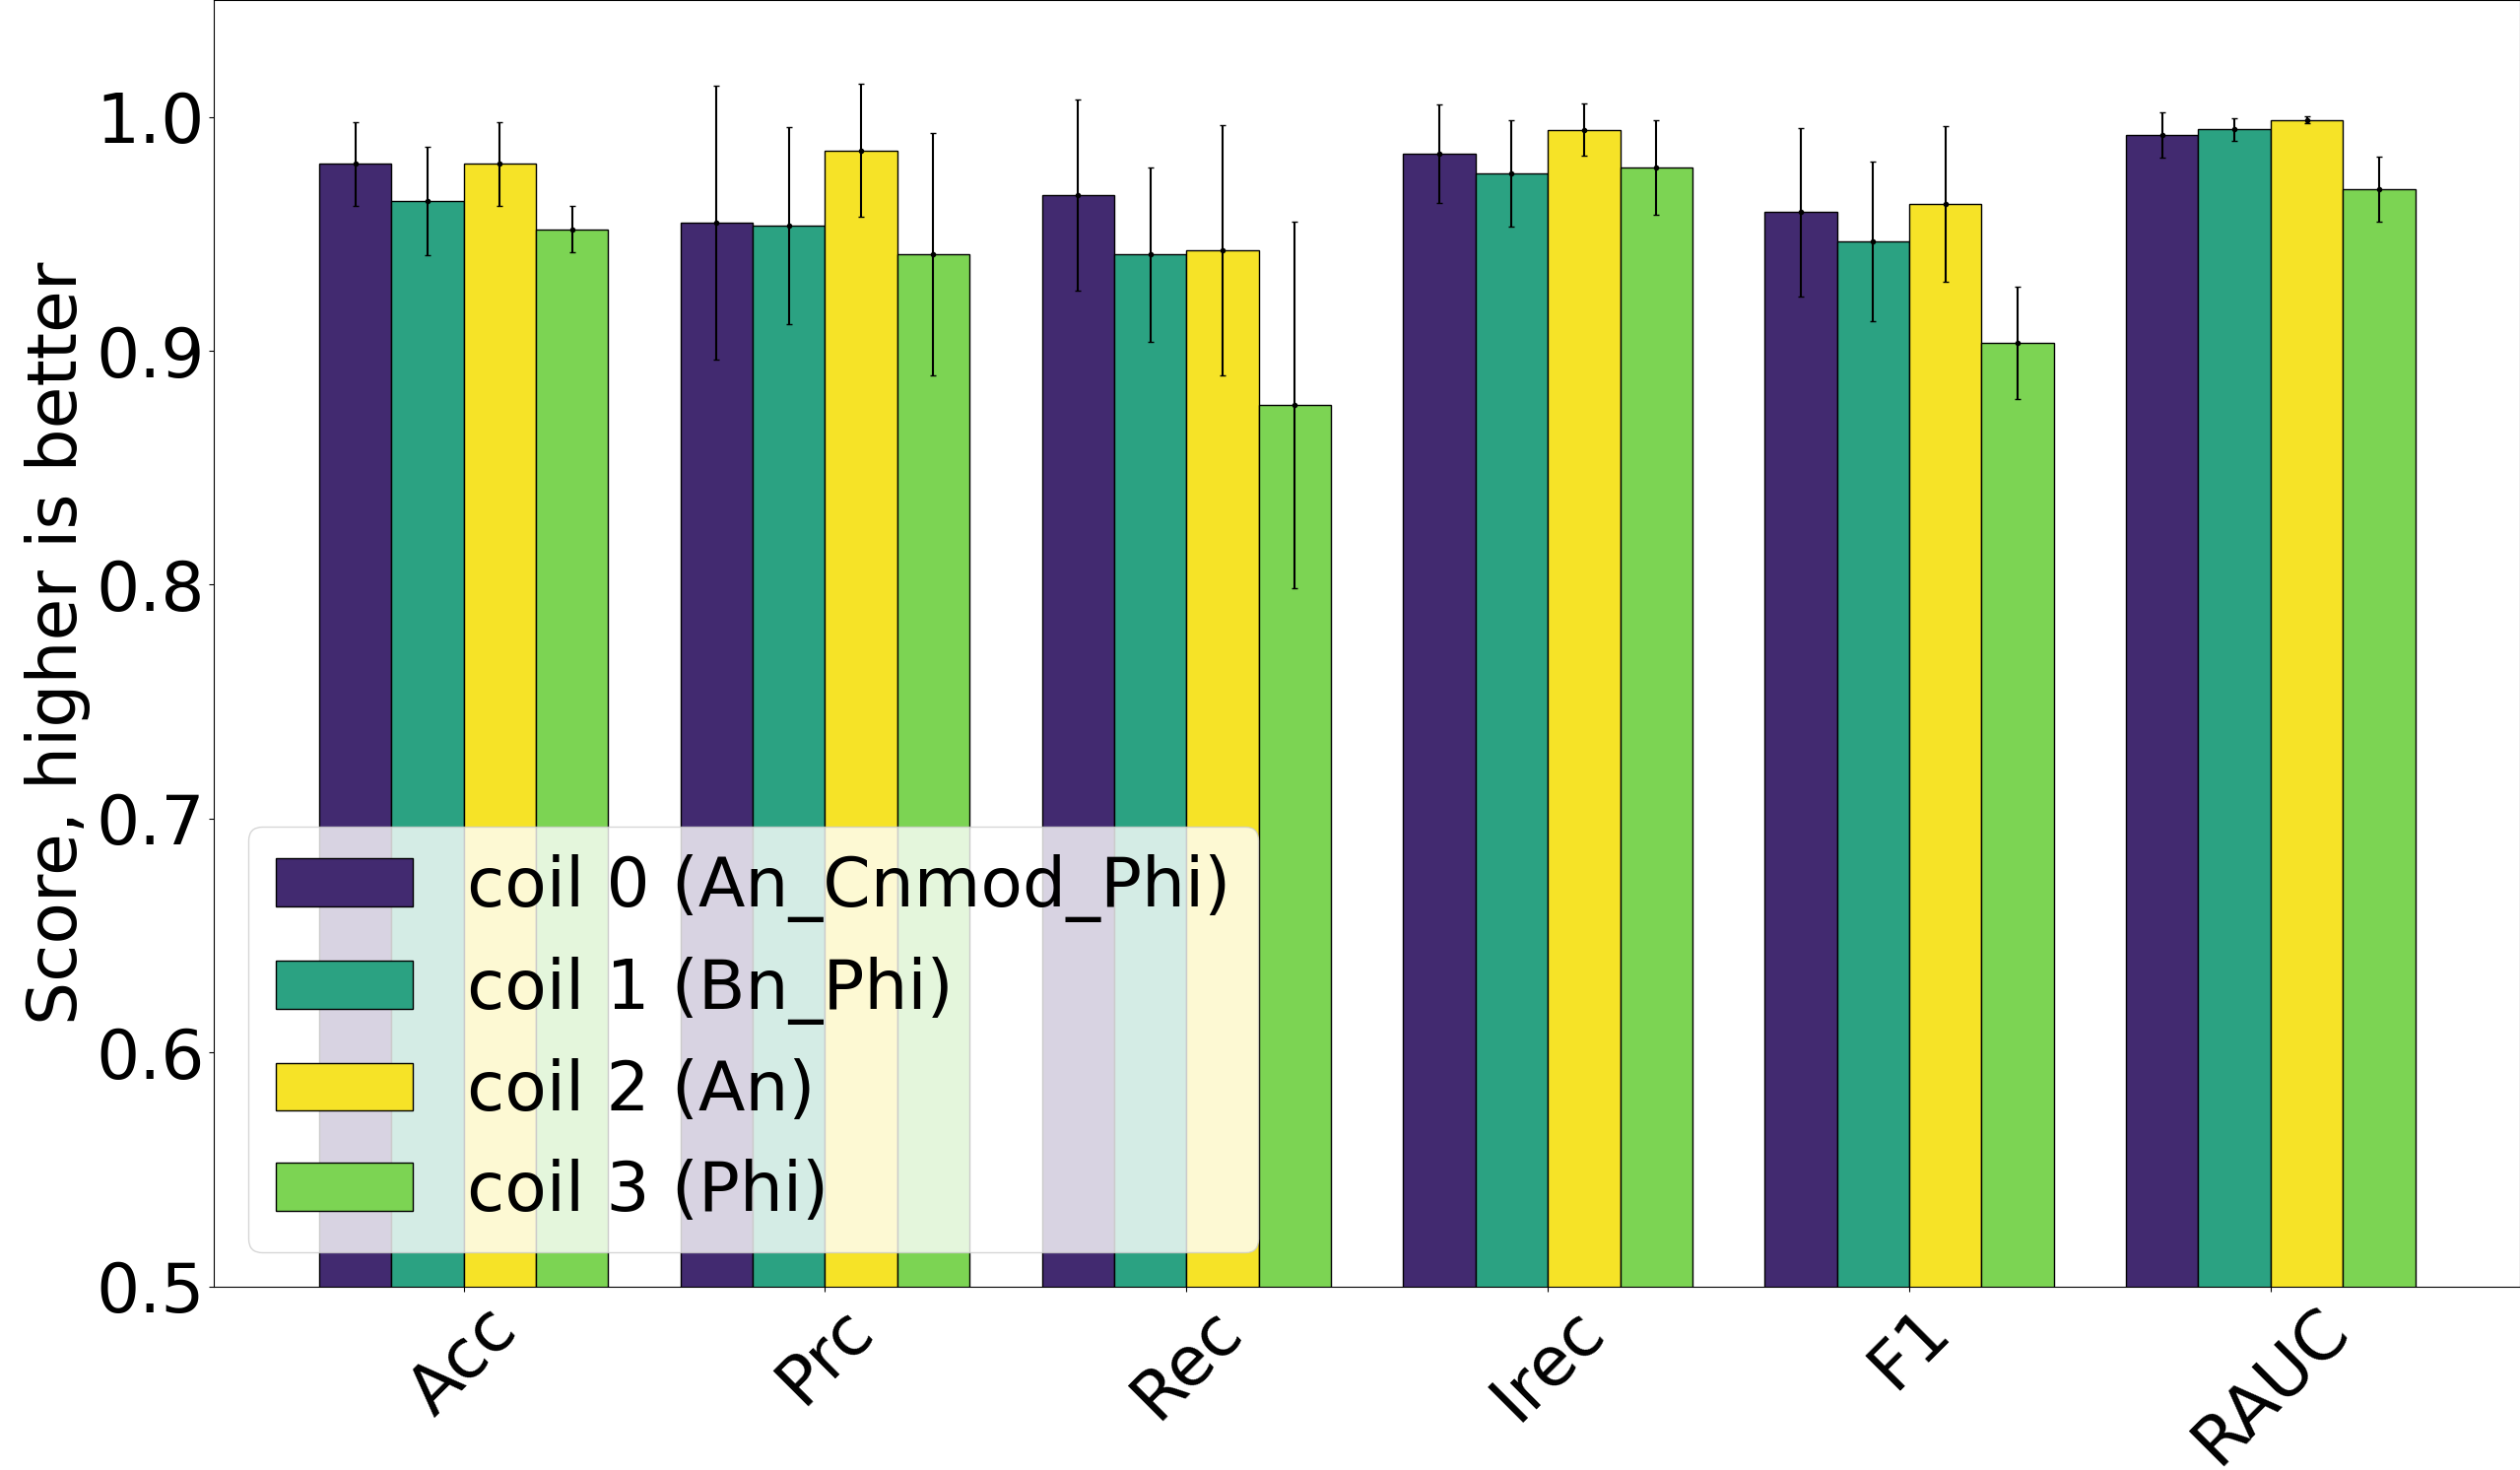 Score, higher is better
1.0
0.9
0.8
0.7
0.6
0.5
coil 0 (An_Cnmod_Phi)
coil 1 (Bn_Phi)
coil 2 (An)
coil 3 (Phi)
Acc
Prc
Rec
Irec
F1
RAUC